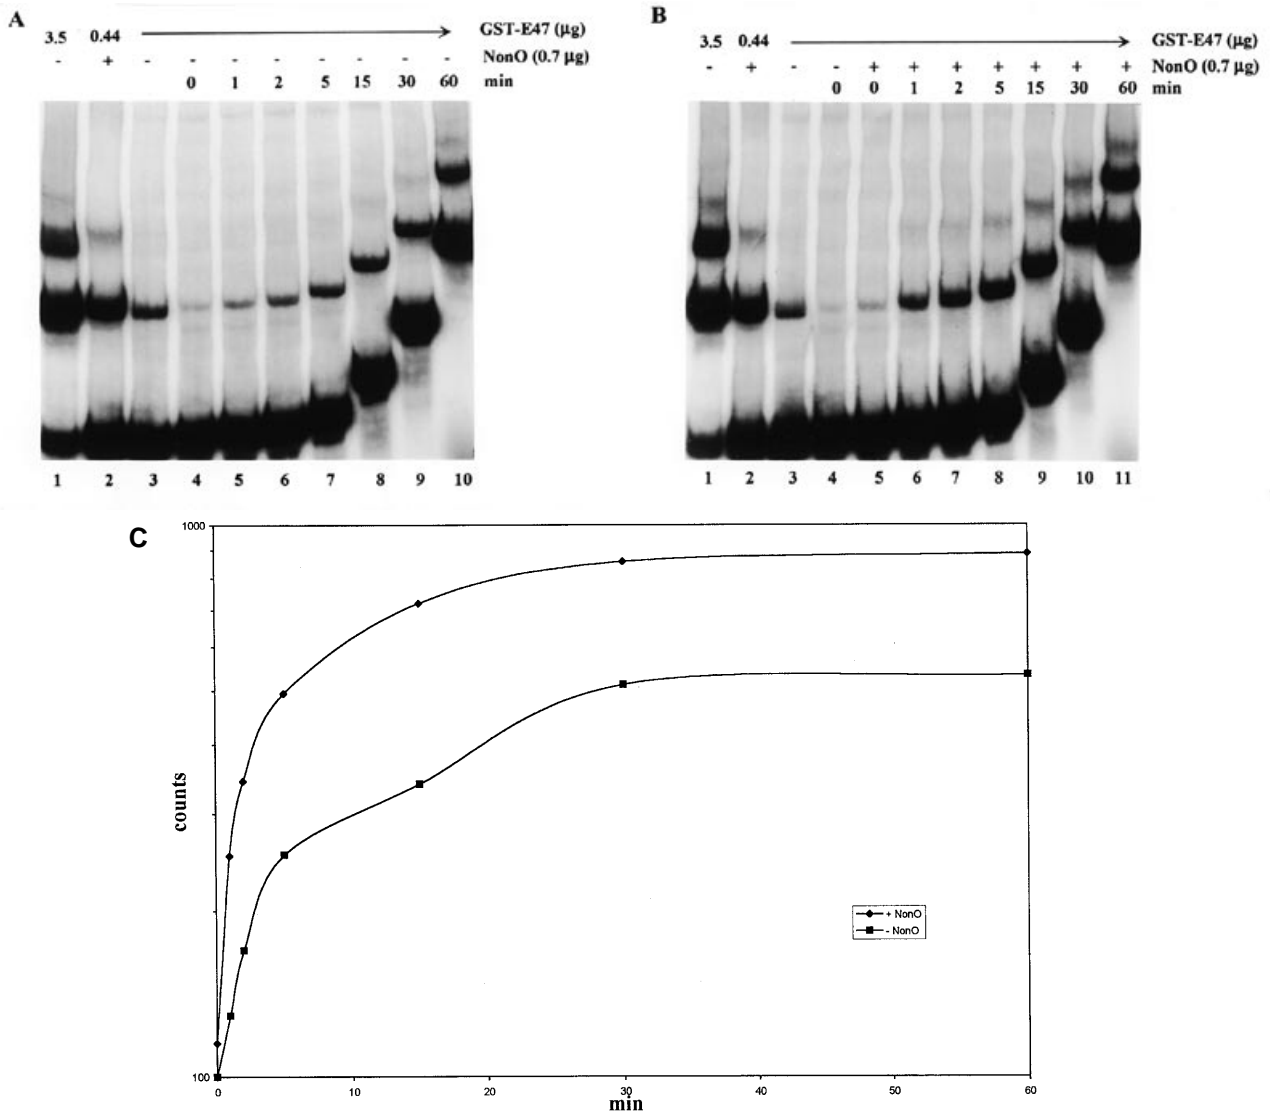 A
3.5 0.44 GST-E47 (µg)
- + - - - - - - - - NonO (0.7 µg)
0 1 2 5 15 30 60 min
1 2 3 4 5 6 7 8 9 10
B
3.5 0.44 GST-E47 (µg)
- + - - + + + + + + + NonO (0.7 µg)
0 0 1 2 5 15 30 60 min
1 2 3 4 5 6 7 8 9 10 11
C
1000
counts
+ NonO
- NonO
100
0 10 20 30 40 50 60
min